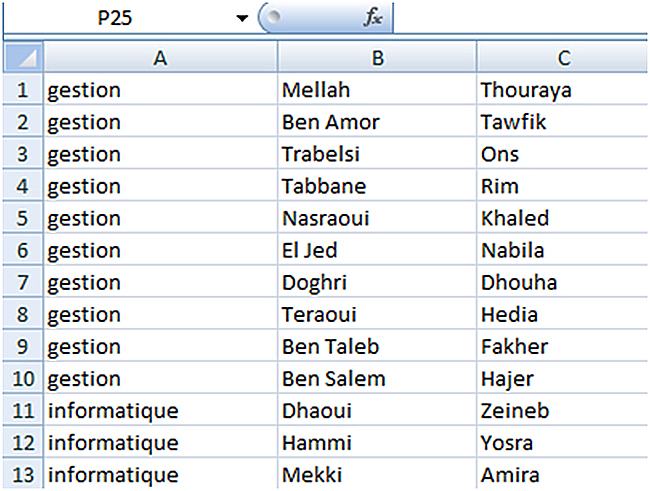 P25 fx
A B C
1 gestion Mellah Thouraya
2 gestion Ben Amor Tawfik
3 gestion Trabelsi Ons
4 gestion Tabbane Rim
5 gestion Nasraoui Khaled
6 gestion El Jed Nabila
7 gestion Doghri Dhouha
8 gestion Teraoui Hedia
9 gestion Ben Taleb Fakher
10 gestion Ben Salem Hajer
11 informatique Dhaoui Zeineb
12 informatique Hammi Yosra
13 informatique Mekki Amira